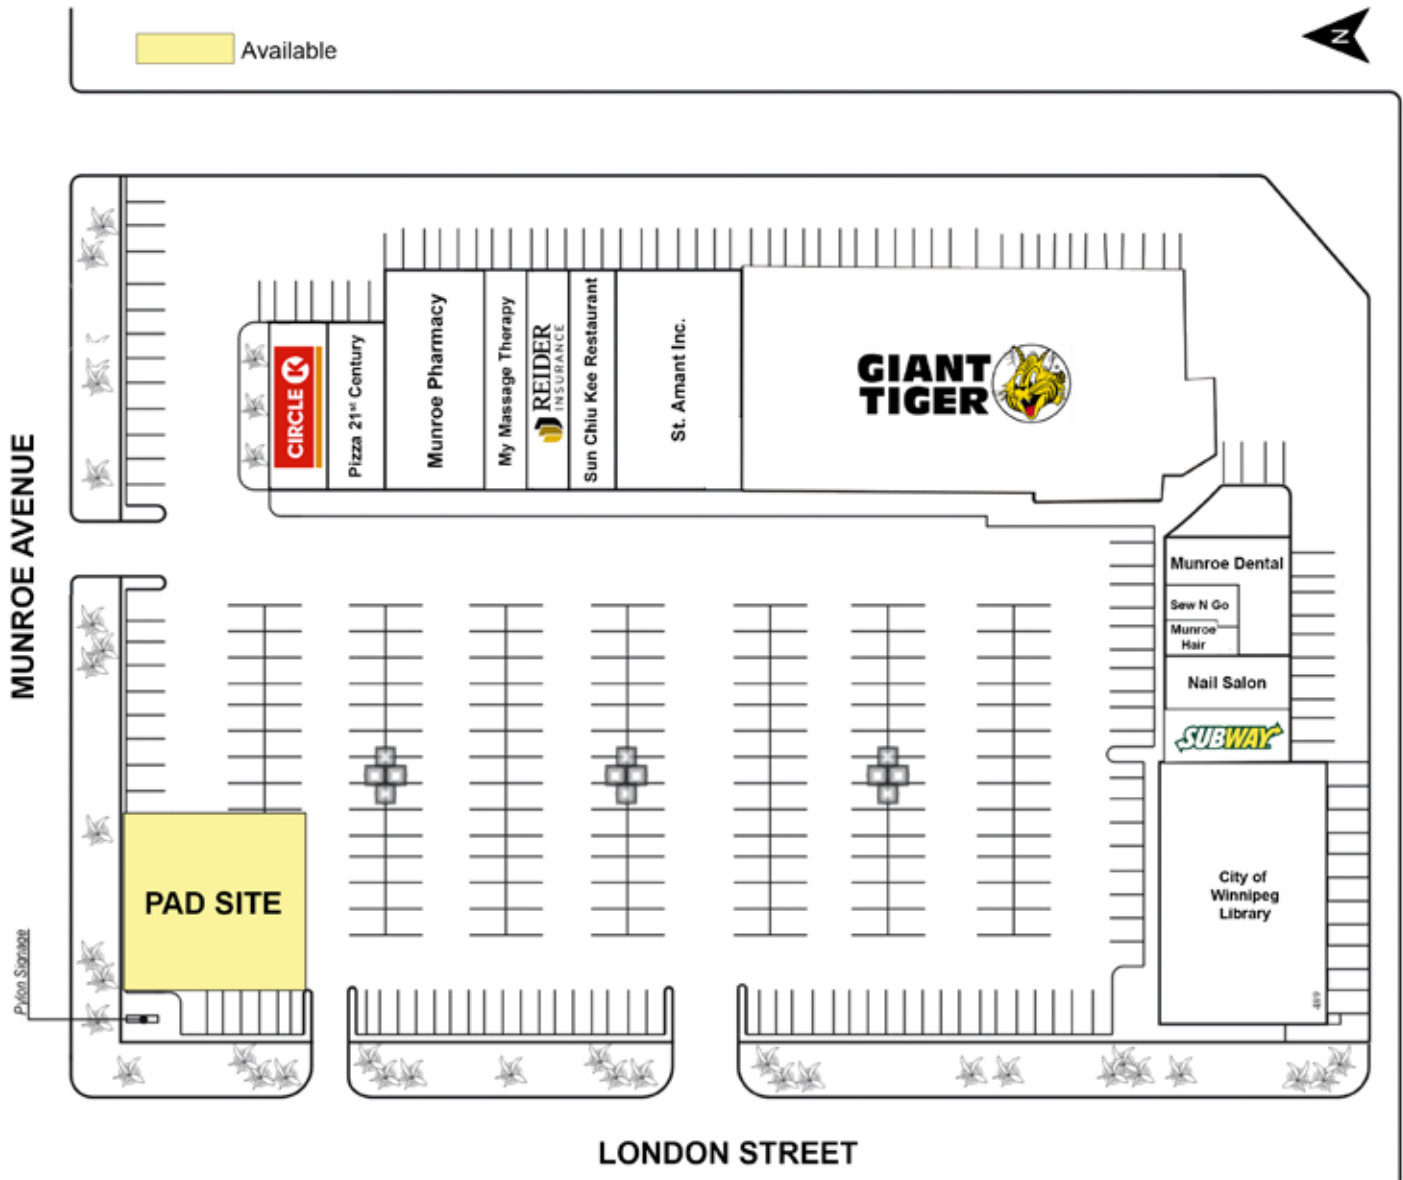 Available
N
MUNROE AVENUE
CIRCLE K
Pizza 21st Century
Munroe Pharmacy
My Massage Therapy
REIDER
INSURANCE
Sun Chiu Kee Restaurant
St. Amant Inc.
GIANT
TIGER
Munroe Dental
Sew N Go
Munroe
Hair
Nail Salon
SUBWAY
City of
Winnipeg
Library
489
PAD SITE
Pylon Signage
LONDON STREET